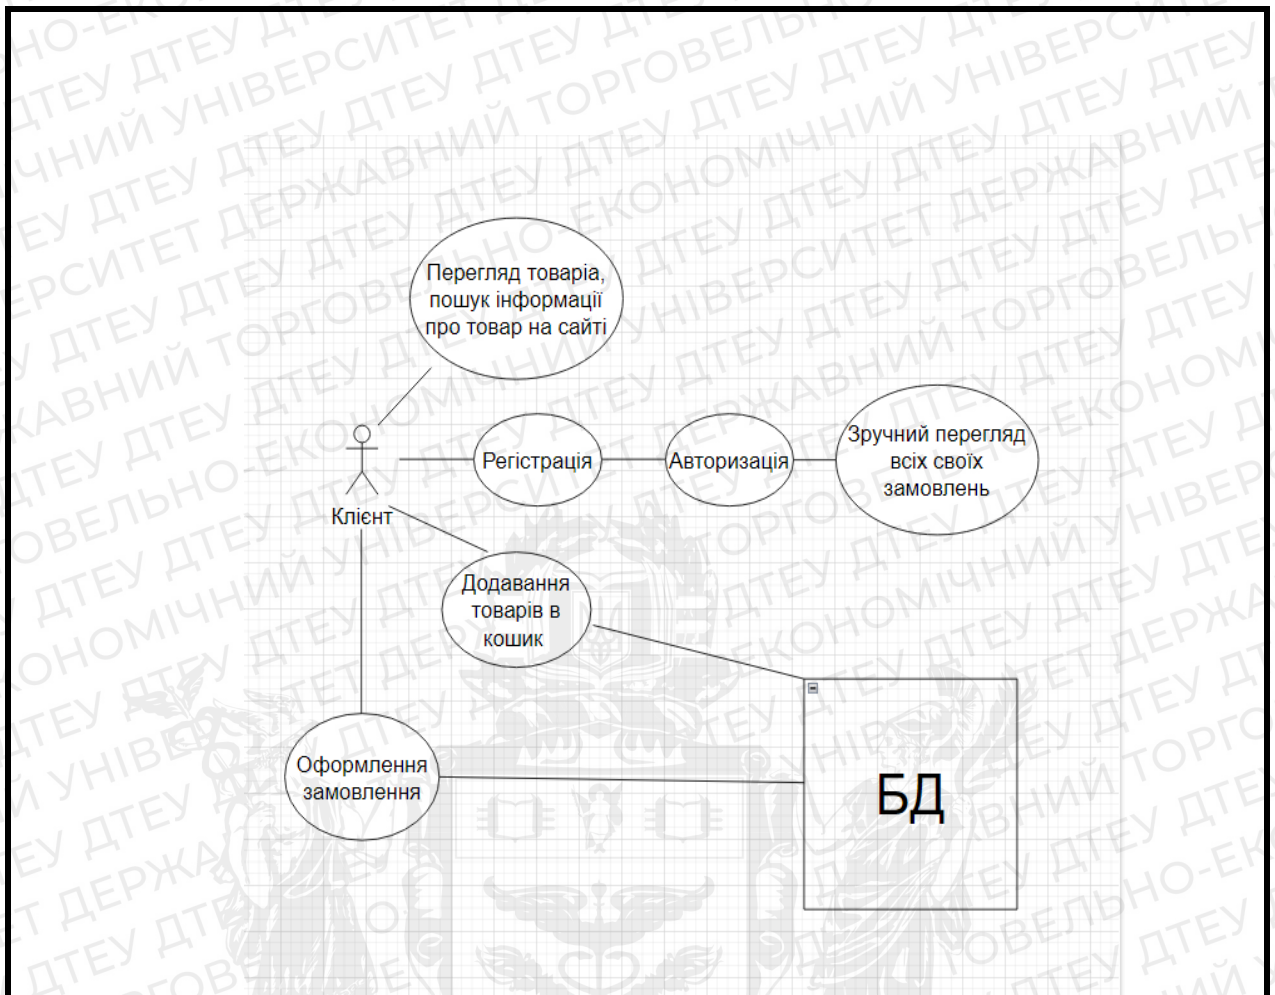 Перегляд товаріа,
пошук інформації
про товар на сайті
Регістрація
Авторизація
Зручний перегляд
всіх своїх
замовлень
Клієнт
Додавання
товарів в
кошик
Оформлення
замовлення
БД